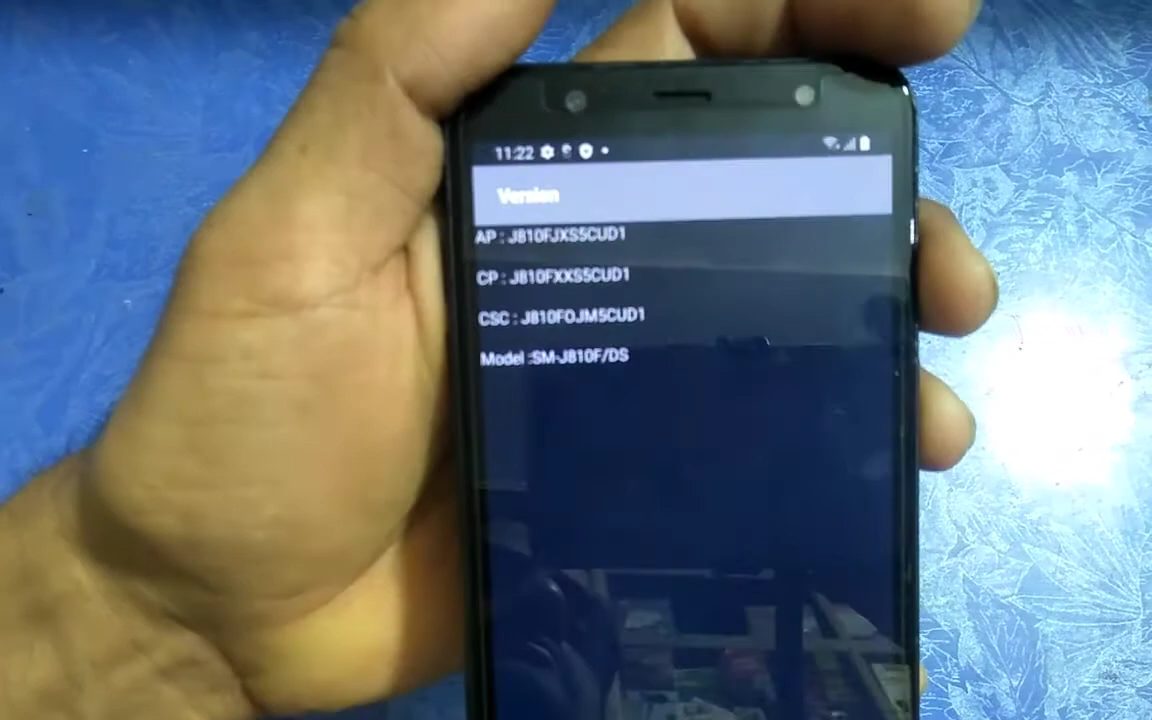 11:22
Version
AP : J810FJXS5CUD1
CP : J810FXXS5CUD1
CSC : J810FOJM5CUD1
Model :SM-J810F/DS